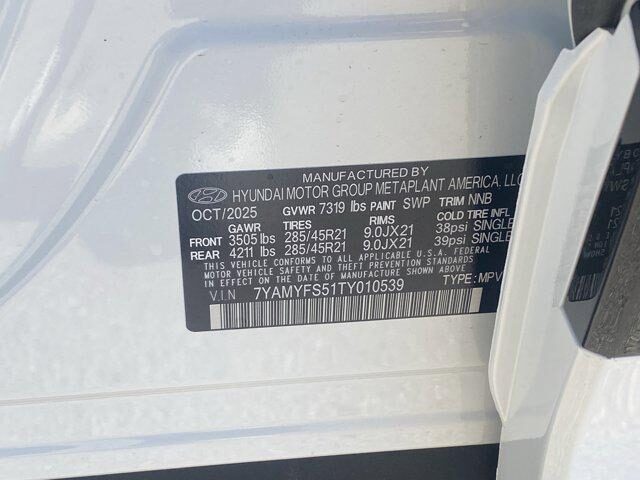 MANUFACTURED BY
HYUNDAI MOTOR GROUP METAPLANT AMERICA, LLC
OCT/2025 GVWR 7319 lbs PAINT SWP TRIM NNB
GAWR TIRES RIMS COLD TIRE INFL
FRONT 3505 lbs 285/45R21 9.0JX21 38psi SINGLE
REAR 4211 lbs 285/45R21 9.0JX21 39psi SINGLE
THIS VEHICLE CONFORMS TO ALL APPLICABLE U.S.A. FEDERAL
MOTOR VEHICLE SAFETY STANDARDS IN
EFFECT ON THE DATE OF MANUFACTURE SHOWN ABOVE.
V.I.N 7YAMYFS51TY010539 TYPE : MPV